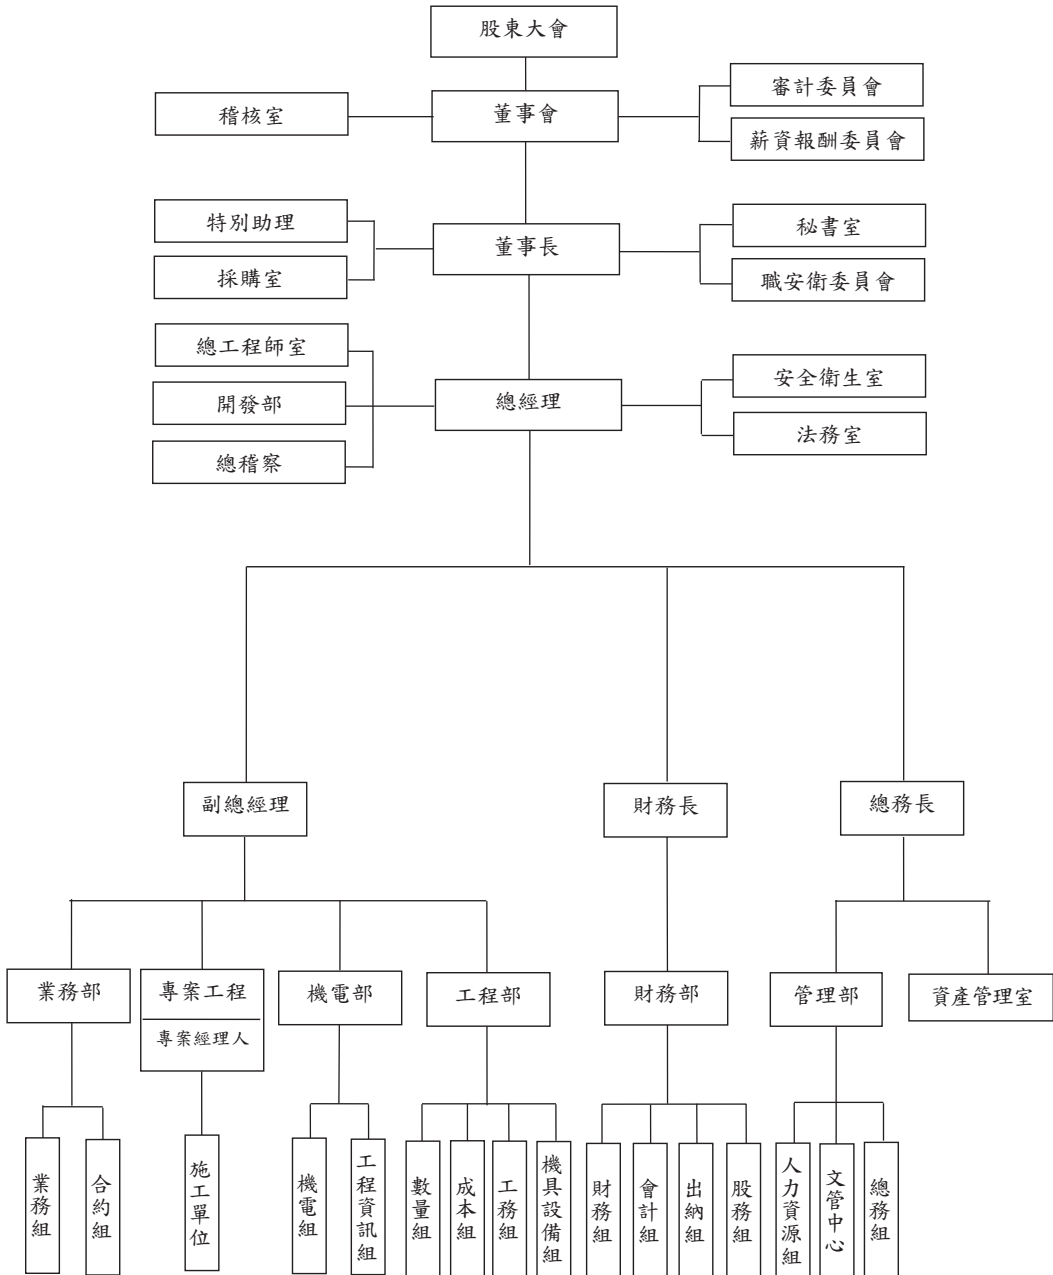 股東大會
稽核室
董事會
審計委員會
薪資報酬委員會
特別助理
採購室
董事長
秘書室
職安衛委員會
總工程師室
開發部
總稽察
總經理
安全衛生室
法務室
副總經理
財務長
總務長
業務部
專案工程
專案經理人
機電部
工程部
財務部
管理部
資產管理室
業務組
合約組
施工單位
機電組
工程資訊組
數量組
成本組
工務組
機具設備組
財務組
會計組
出納組
股務組
人力資源組
文管中心
總務組